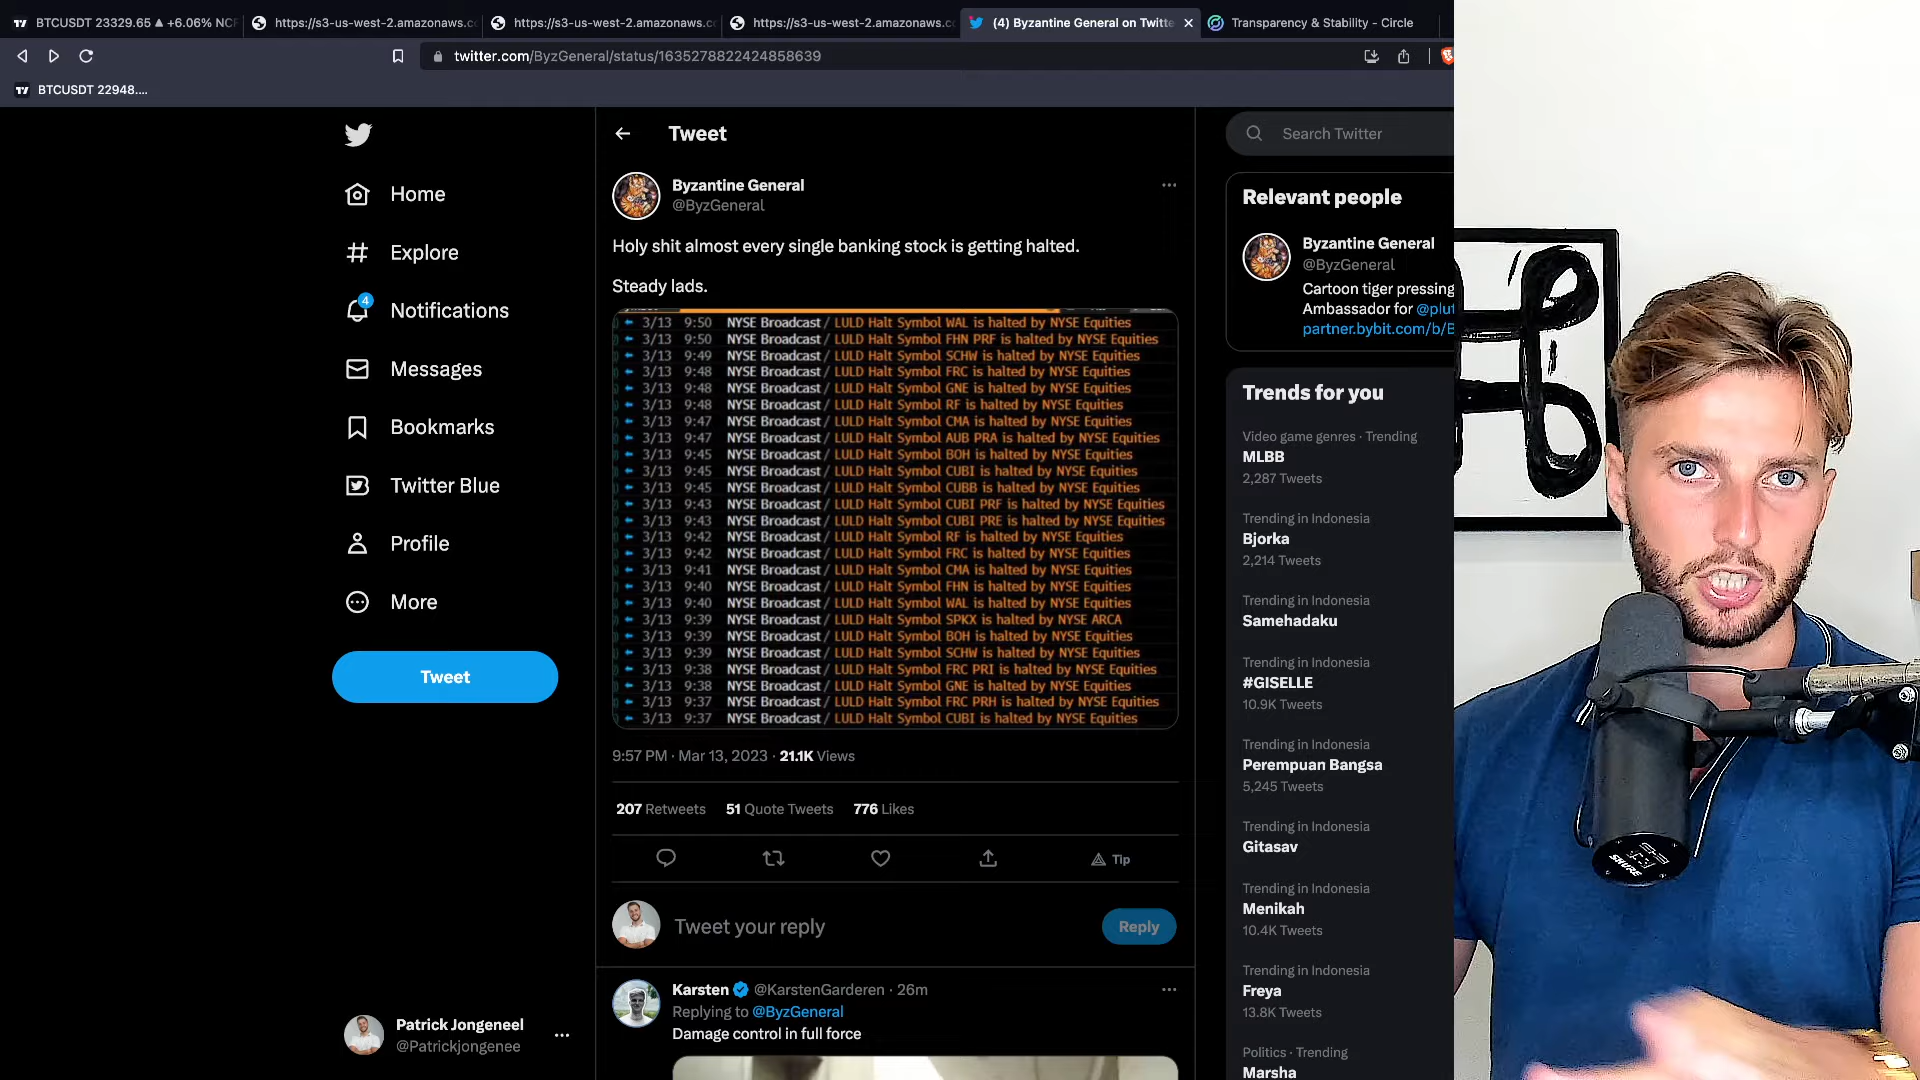 BTCUSDT 23329.65 ▲ +6.06% NCF
https://s3-us-west-2.amazonaws.cc
https://s3-us-west-2.amazonaws.cc
https://s3-us-west-2.amazonaws.cc
(4) Byzantine General on Twitte
Transparency & Stability - Circle
twitter.com/ByzGeneral/status/1635278822424858639
BTCUSDT 22948....
Home
Explore
4
Notifications
Messages
Bookmarks
Twitter Blue
Profile
More
Tweet
Patrick Jongeneel
@Patrickjongenee
Tweet
Byzantine General
@ByzGeneral
Holy shit almost every single banking stock is getting halted.
Steady lads.
3/13 9:50 NYSE Broadcast / LULD Halt Symbol WAL is halted by NYSE Equities
3/13 9:50 NYSE Broadcast / LULD Halt Symbol FHN PRF is halted by NYSE Equities
3/13 9:49 NYSE Broadcast / LULD Halt Symbol SCHW is halted by NYSE Equities
3/13 9:48 NYSE Broadcast / LULD Halt Symbol FRC is halted by NYSE Equities
3/13 9:48 NYSE Broadcast / LULD Halt Symbol GNE is halted by NYSE Equities
3/13 9:48 NYSE Broadcast / LULD Halt Symbol RF is halted by NYSE Equities
3/13 9:47 NYSE Broadcast / LULD Halt Symbol CMA is halted by NYSE Equities
3/13 9:47 NYSE Broadcast / LULD Halt Symbol AUB PRA is halted by NYSE Equities
3/13 9:45 NYSE Broadcast / LULD Halt Symbol BOH is halted by NYSE Equities
3/13 9:45 NYSE Broadcast / LULD Halt Symbol CUBI is halted by NYSE Equities
3/13 9:45 NYSE Broadcast / LULD Halt Symbol CUBB is halted by NYSE Equities
3/13 9:43 NYSE Broadcast / LULD Halt Symbol CUBI PRF is halted by NYSE Equities
3/13 9:43 NYSE Broadcast / LULD Halt Symbol CUBI PRE is halted by NYSE Equities
3/13 9:42 NYSE Broadcast / LULD Halt Symbol RF is halted by NYSE Equities
3/13 9:42 NYSE Broadcast / LULD Halt Symbol FRC is halted by NYSE Equities
3/13 9:41 NYSE Broadcast / LULD Halt Symbol CMA is halted by NYSE Equities
3/13 9:40 NYSE Broadcast / LULD Halt Symbol FHN is halted by NYSE Equities
3/13 9:40 NYSE Broadcast / LULD Halt Symbol WAL is halted by NYSE Equities
3/13 9:39 NYSE Broadcast / LULD Halt Symbol SPKX is halted by NYSE ARCA
3/13 9:39 NYSE Broadcast / LULD Halt Symbol BOH is halted by NYSE Equities
3/13 9:39 NYSE Broadcast / LULD Halt Symbol SCHW is halted by NYSE Equities
3/13 9:38 NYSE Broadcast / LULD Halt Symbol FRC PRI is halted by NYSE Equities
3/13 9:38 NYSE Broadcast / LULD Halt Symbol GNE is halted by NYSE Equities
3/13 9:37 NYSE Broadcast / LULD Halt Symbol FRC PRH is halted by NYSE Equities
3/13 9:37 NYSE Broadcast / LULD Halt Symbol CUBI is halted by NYSE Equities
9:57 PM · Mar 13, 2023 · 21.1K Views
207 Retweets 51 Quote Tweets 776 Likes
Tip
Tweet your reply
Reply
Karsten @KarstenGarderen · 26m
Replying to @ByzGeneral
Damage control in full force
Search Twitter
Relevant people
Byzantine General
@ByzGeneral
Cartoon tiger pressing
Ambassador for @plut
partner.bybit.com/b/B
Trends for you
Video game genres · Trending
MLBB
2,287 Tweets
Trending in Indonesia
Bjorka
2,214 Tweets
Trending in Indonesia
Samehadaku
Trending in Indonesia
#GISELLE
10.9K Tweets
Trending in Indonesia
Perempuan Bangsa
5,245 Tweets
Trending in Indonesia
Gitasav
Trending in Indonesia
Menikah
10.4K Tweets
Trending in Indonesia
Freya
13.8K Tweets
Politics · Trending
Marsha
SHURE